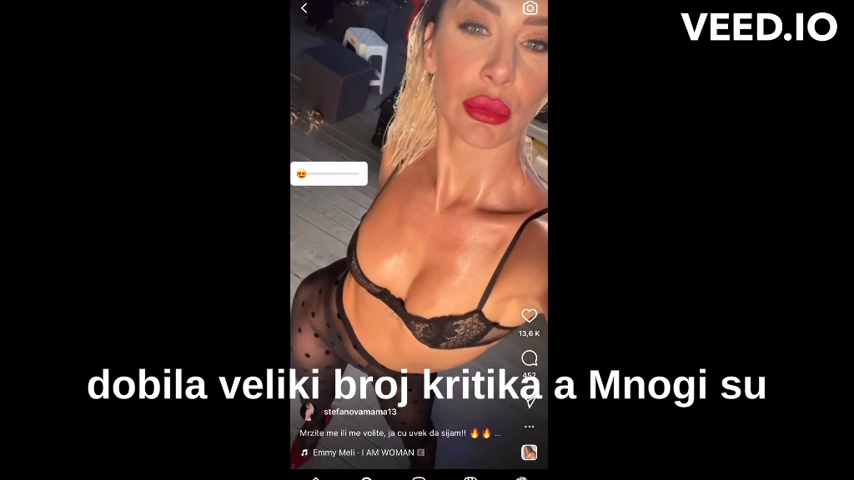 VEED.IO
13,6 K
452
dobila veliki broj kritika a Mnogi su
stefanovamama13
Mrzite me ili me volite, ja cu uvek da sijam!! 🔥🔥 ...
Emmy Meli · I AM WOMAN E